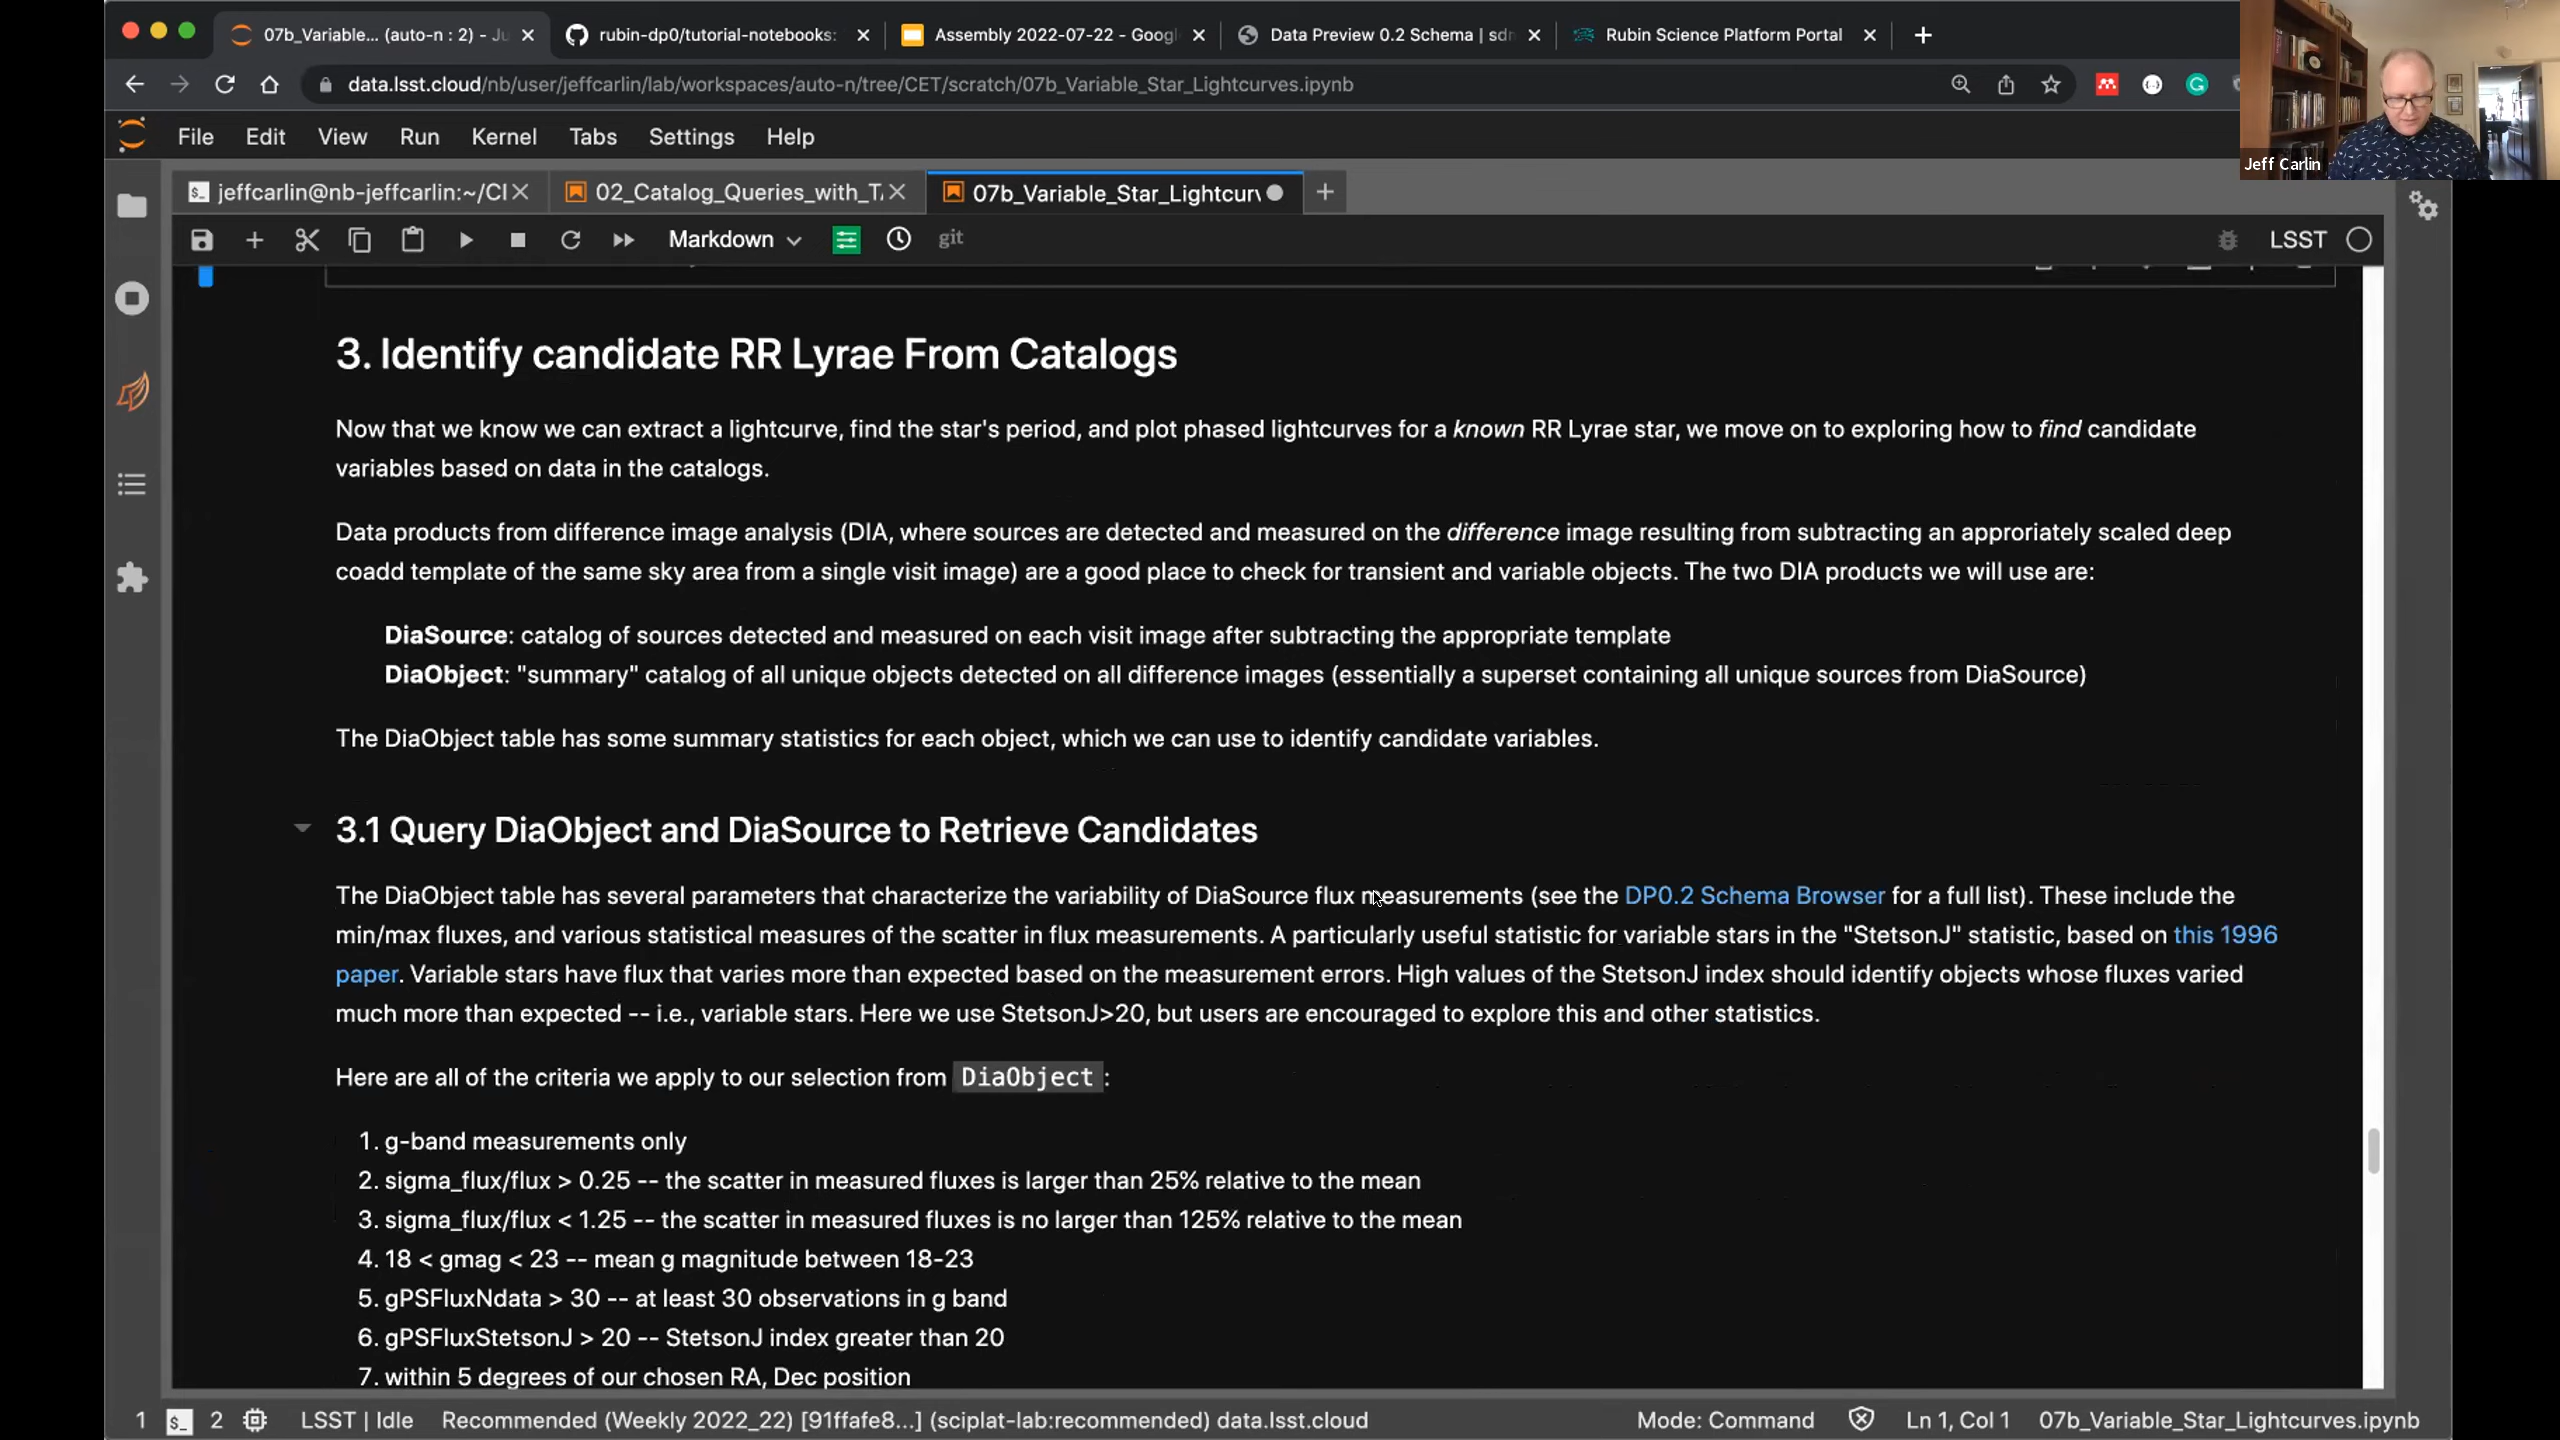 07b_Variable... (auto-n : 2) - Ju
rubin-dp0/tutorial-notebooks:
Assembly 2022-07-22 - Googl
Data Preview 0.2 Schema | sdm
Rubin Science Platform Portal
data.lsst.cloud/nb/user/jeffcarlin/lab/workspaces/auto-n/tree/CET/scratch/07b_Variable_Star_Lightcurves.ipynb
File Edit View Run Kernel Tabs Settings Help
Jeff Carlin
jeffcarlin@nb-jeffcarlin:~/CI
02_Catalog_Queries_with_TA
07b_Variable_Star_Lightcurv
Markdown
git
LSST
3. Identify candidate RR Lyrae From Catalogs
Now that we know we can extract a lightcurve, find the star's period, and plot phased lightcurves for a known RR Lyrae star, we move on to exploring how to find candidate
variables based on data in the catalogs.
Data products from difference image analysis (DIA, where sources are detected and measured on the difference image resulting from subtracting an approriately scaled deep
coadd template of the same sky area from a single visit image) are a good place to check for transient and variable objects. The two DIA products we will use are:
DiaSource: catalog of sources detected and measured on each visit image after subtracting the appropriate template
DiaObject: "summary" catalog of all unique objects detected on all difference images (essentially a superset containing all unique sources from DiaSource)
The DiaObject table has some summary statistics for each object, which we can use to identify candidate variables.
3.1 Query DiaObject and DiaSource to Retrieve Candidates
The DiaObject table has several parameters that characterize the variability of DiaSource flux measurements (see the DP0.2 Schema Browser for a full list). These include the
min/max fluxes, and various statistical measures of the scatter in flux measurements. A particularly useful statistic for variable stars in the "StetsonJ" statistic, based on this 1996
paper. Variable stars have flux that varies more than expected based on the measurement errors. High values of the StetsonJ index should identify objects whose fluxes varied
much more than expected -- i.e., variable stars. Here we use StetsonJ>20, but users are encouraged to explore this and other statistics.
Here are all of the criteria we apply to our selection from DiaObject :
1. g-band measurements only
2. sigma_flux/flux > 0.25 -- the scatter in measured fluxes is larger than 25% relative to the mean
3. sigma_flux/flux < 1.25 -- the scatter in measured fluxes is no larger than 125% relative to the mean
4. 18 < gmag < 23 -- mean g magnitude between 18-23
5. gPSFluxNdata > 30 -- at least 30 observations in g band
6. gPSFluxStetsonJ > 20 -- StetsonJ index greater than 20
7. within 5 degrees of our chosen RA, Dec position
1 2 LSST | Idle Recommended (Weekly 2022_22) [91ffafe8...] (sciplat-lab:recommended) data.lsst.cloud Mode: Command Ln 1, Col 1 07b_Variable_Star_Lightcurves.ipynb